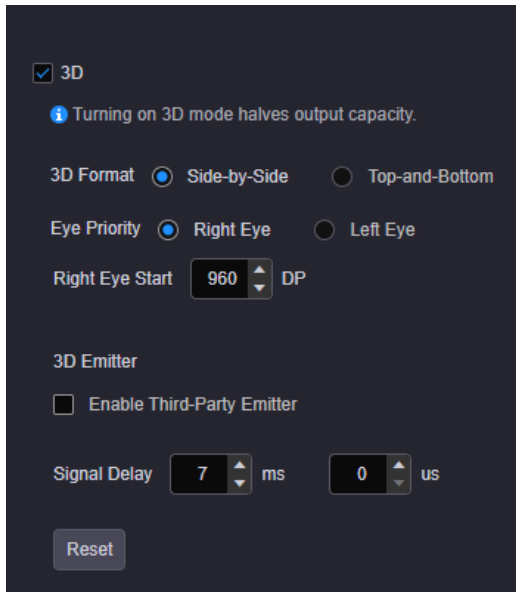 3D
Turning on 3D mode halves output capacity.
3D Format Side-by-Side Top-and-Bottom
Eye Priority Right Eye Left Eye
Right Eye Start 960 DP
3D Emitter
Enable Third-Party Emitter
Signal Delay 7 ms 0 us
Reset